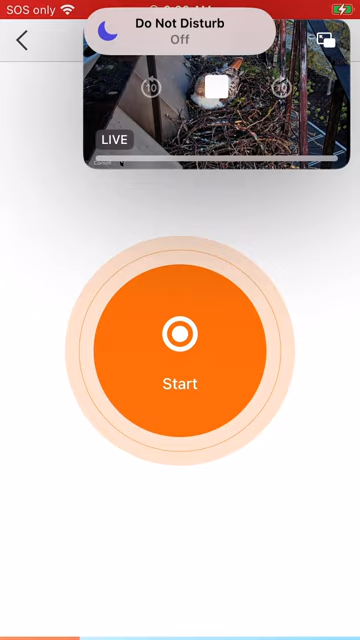 SOS only
Do Not Disturb
Off
10
10
LIVE
Start